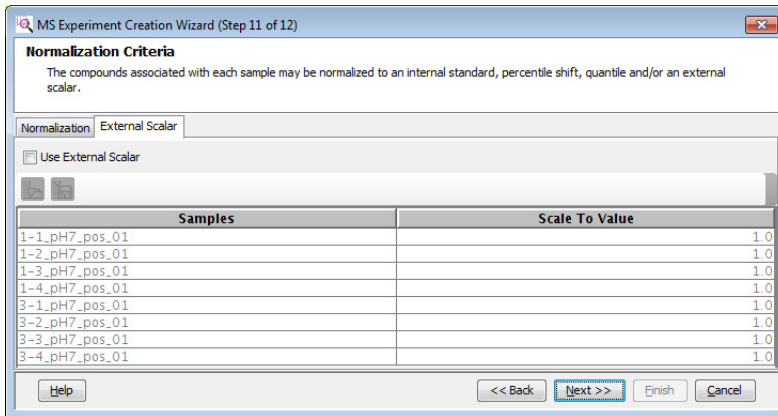 MS Experiment Creation Wizard (Step 11 of 12)
Normalization Criteria
The compounds associated with each sample may be normalized to an internal standard, percentile shift, quantile and/or an external
scalar.
Normalization External Scalar
Use External Scalar
Samples Scale To Value
1-1_pH7_pos_01 1.0
1-2_pH7_pos_01 1.0
1-3_pH7_pos_01 1.0
1-4_pH7_pos_01 1.0
3-1_pH7_pos_01 1.0
3-2_pH7_pos_01 1.0
3-3_pH7_pos_01 1.0
3-4_pH7_pos_01 1.0
Help << Back Next >> Finish Cancel